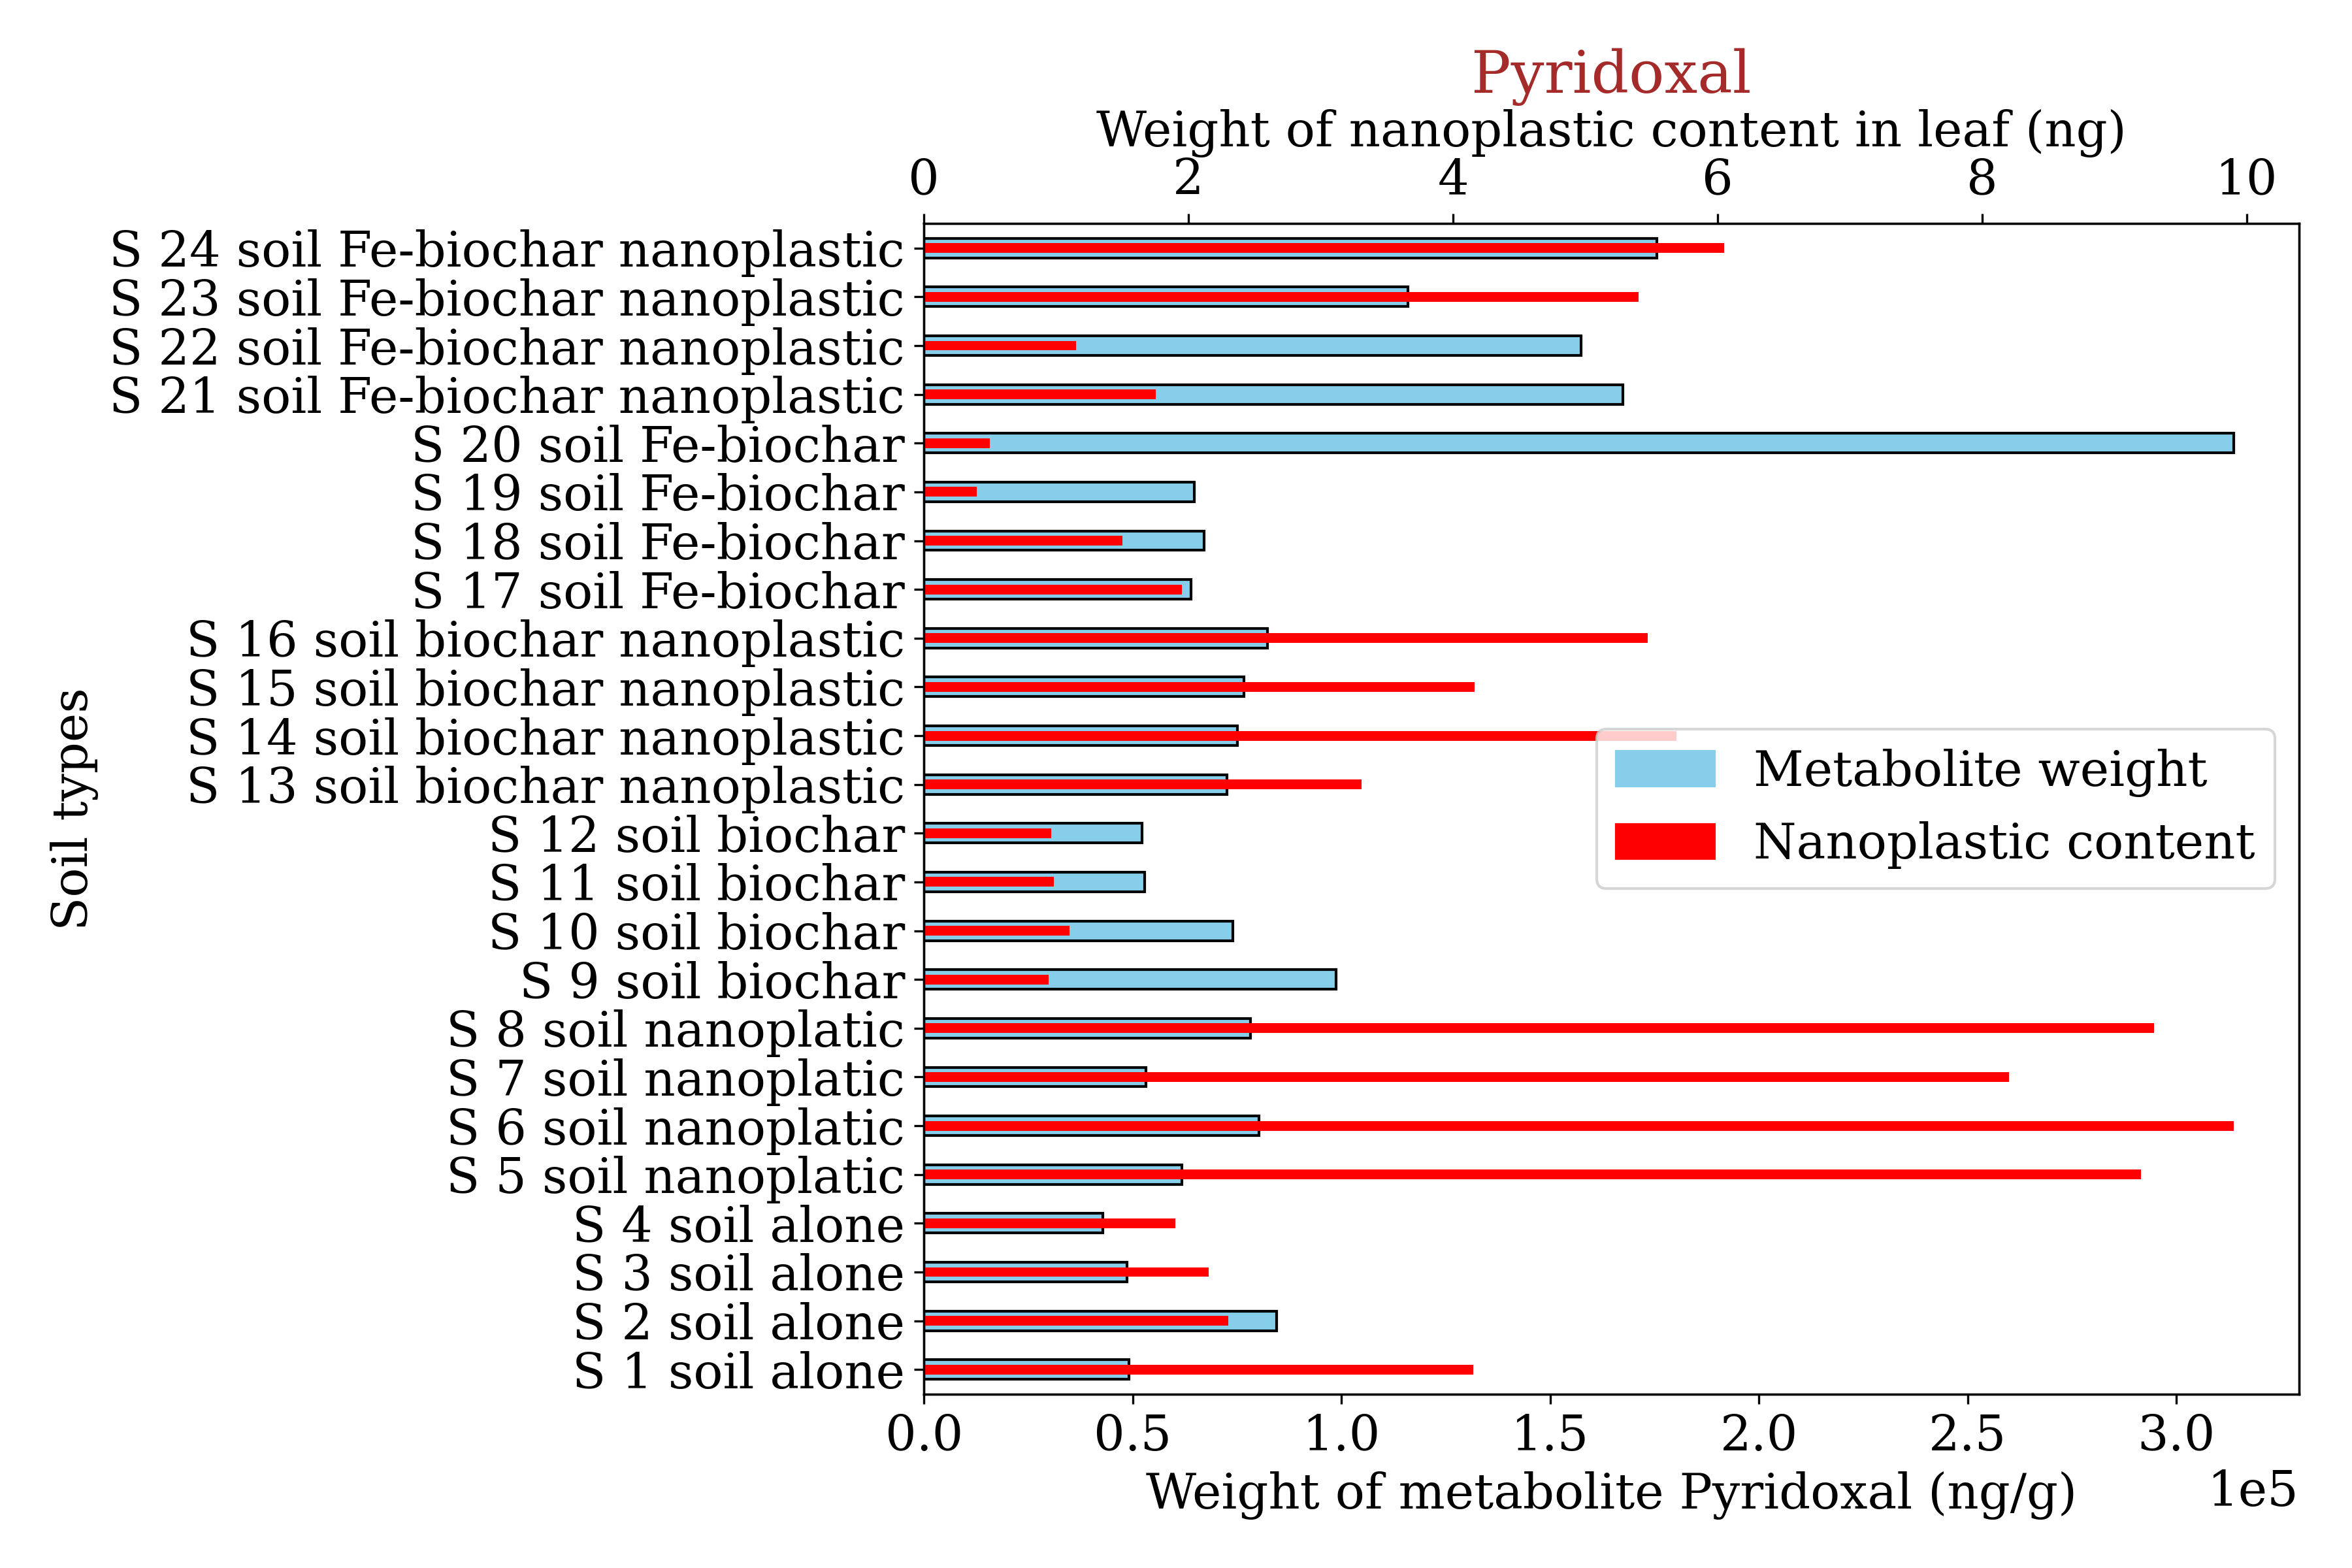 Pyridoxal
Weight of nanoplastic content in leaf (ng)
0 2 4 6 8 10
S 24 soil Fe-biochar nanoplastic
S 23 soil Fe-biochar nanoplastic
S 22 soil Fe-biochar nanoplastic
S 21 soil Fe-biochar nanoplastic
S 20 soil Fe-biochar
S 19 soil Fe-biochar
S 18 soil Fe-biochar
S 17 soil Fe-biochar
S 16 soil biochar nanoplastic
S 15 soil biochar nanoplastic
S 14 soil biochar nanoplastic
S 13 soil biochar nanoplastic
S 12 soil biochar
S 11 soil biochar
S 10 soil biochar
S 9 soil biochar
S 8 soil nanoplatic
S 7 soil nanoplatic
S 6 soil nanoplatic
S 5 soil nanoplatic
S 4 soil alone
S 3 soil alone
S 2 soil alone
S 1 soil alone
Soil types
Metabolite weight
Nanoplastic content
0.0 0.5 1.0 1.5 2.0 2.5 3.0
Weight of metabolite Pyridoxal (ng/g)
1e5